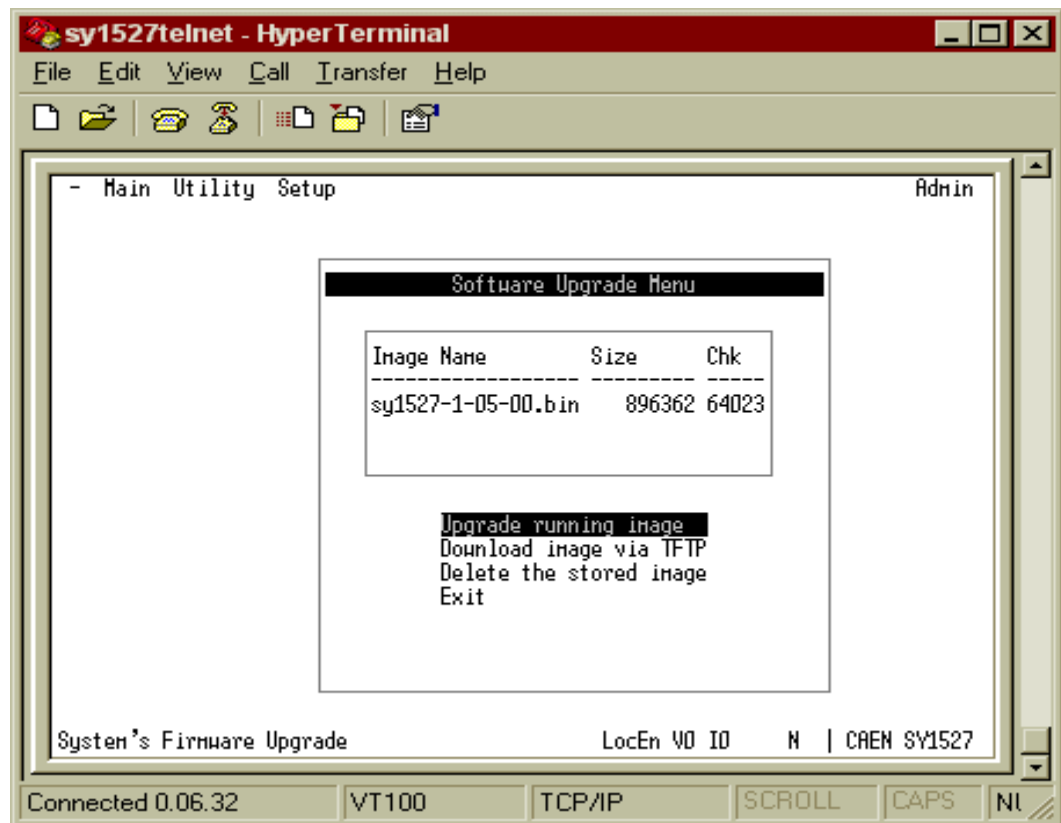 sy1527telnet - HyperTerminal
File Edit View Call Transfer Help
- Main Utility Setup Admin
Software Upgrade Menu
Image Name Size Chk
------------------ --------- -----
sy1527-1-05-00.bin 896362 64023
Upgrade running image
Download image via TFTP
Delete the stored image
Exit
System's Firmware Upgrade LocEn V0 I0 N | CAEN SY1527
Connected 0.06.32 VT100 TCP/IP SCROLL CAPS